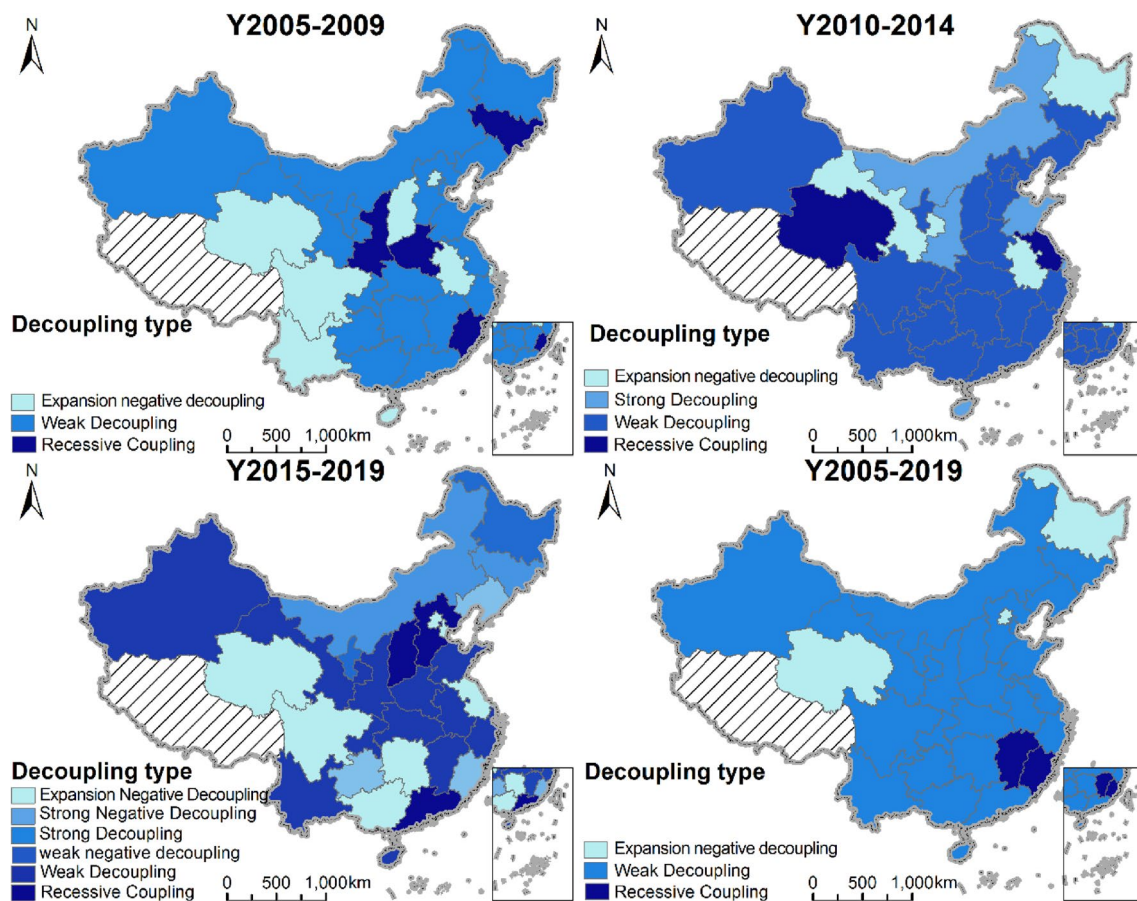 N
Y2005-2009
Decoupling type
Expansion negative decoupling
Weak Decoupling
Recessive Coupling
0 500 1,000km
N
Y2010-2014
Decoupling type
Expansion negative decoupling
Strong Decoupling
Weak Decoupling
Recessive Coupling
0 500 1,000km
N
Y2015-2019
Decoupling type
Expansion Negative Decoupling
Strong Negative Decoupling
Strong Decoupling
weak negative decoupling
Weak Decoupling
Recessive Coupling
0 500 1,000km
N
Y2005-2019
Decoupling type
Expansion negative decoupling
Weak Decoupling
Recessive Coupling
0 500 1,000km